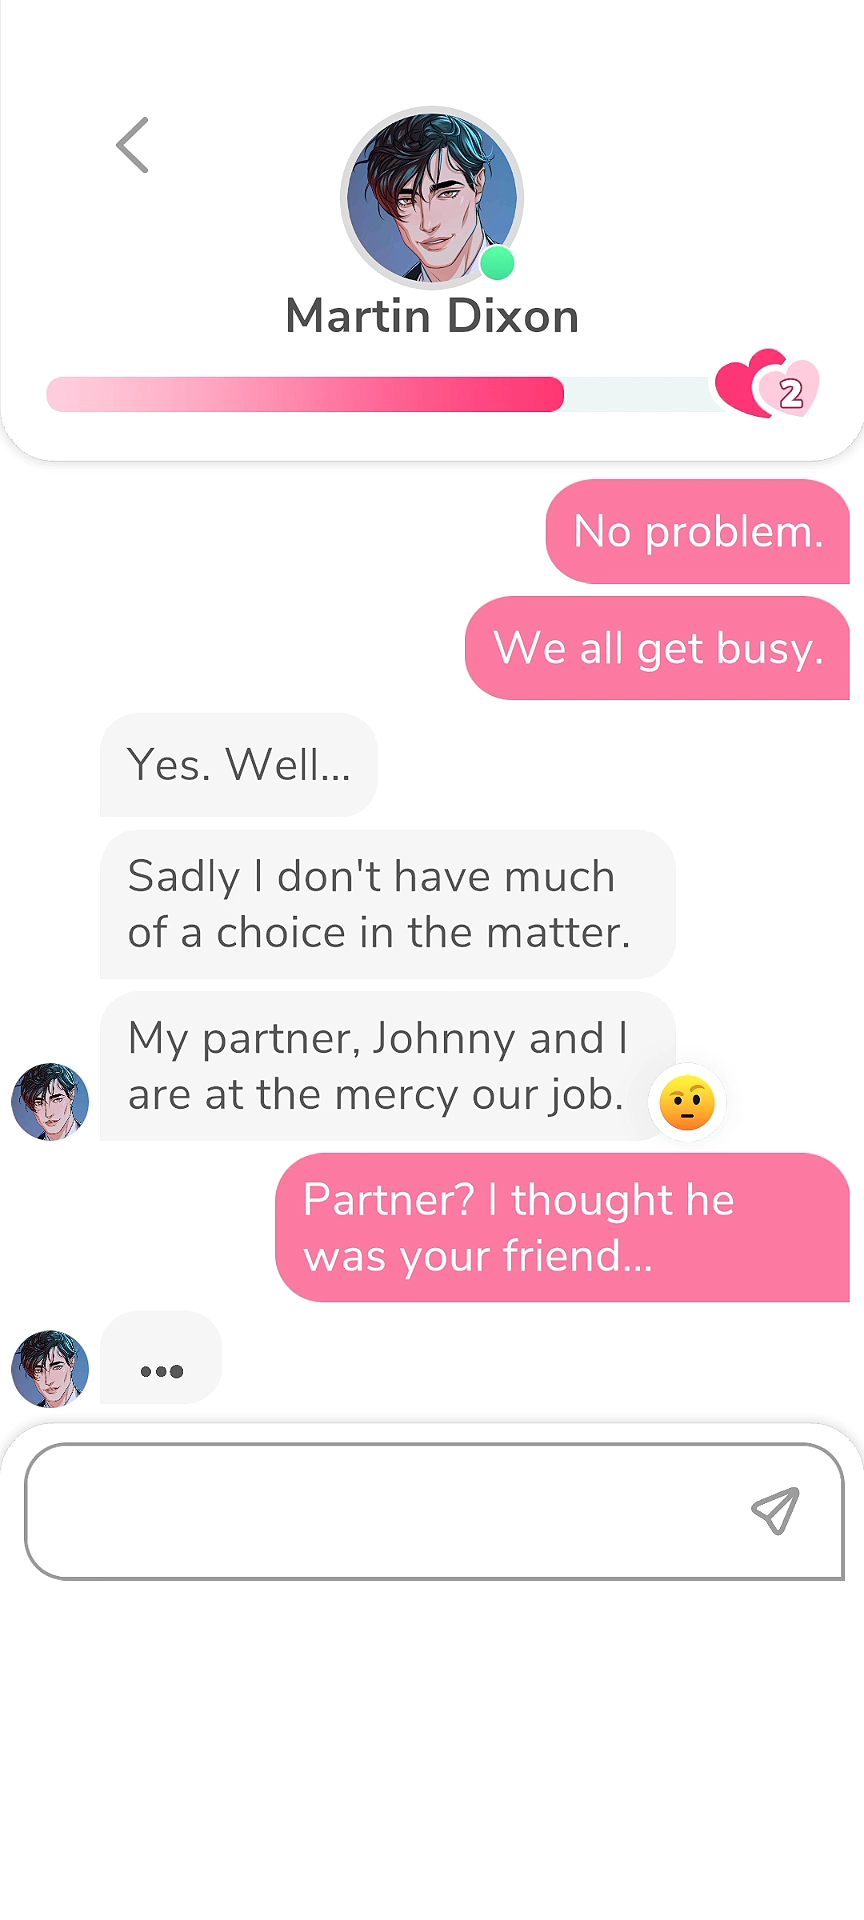 Martin Dixon
2
No problem.
We all get busy.
Yes. Well...
Sadly I don't have much
of a choice in the matter.
My partner, Johnny and I
are at the mercy our job.
Partner? I thought he
was your friend...